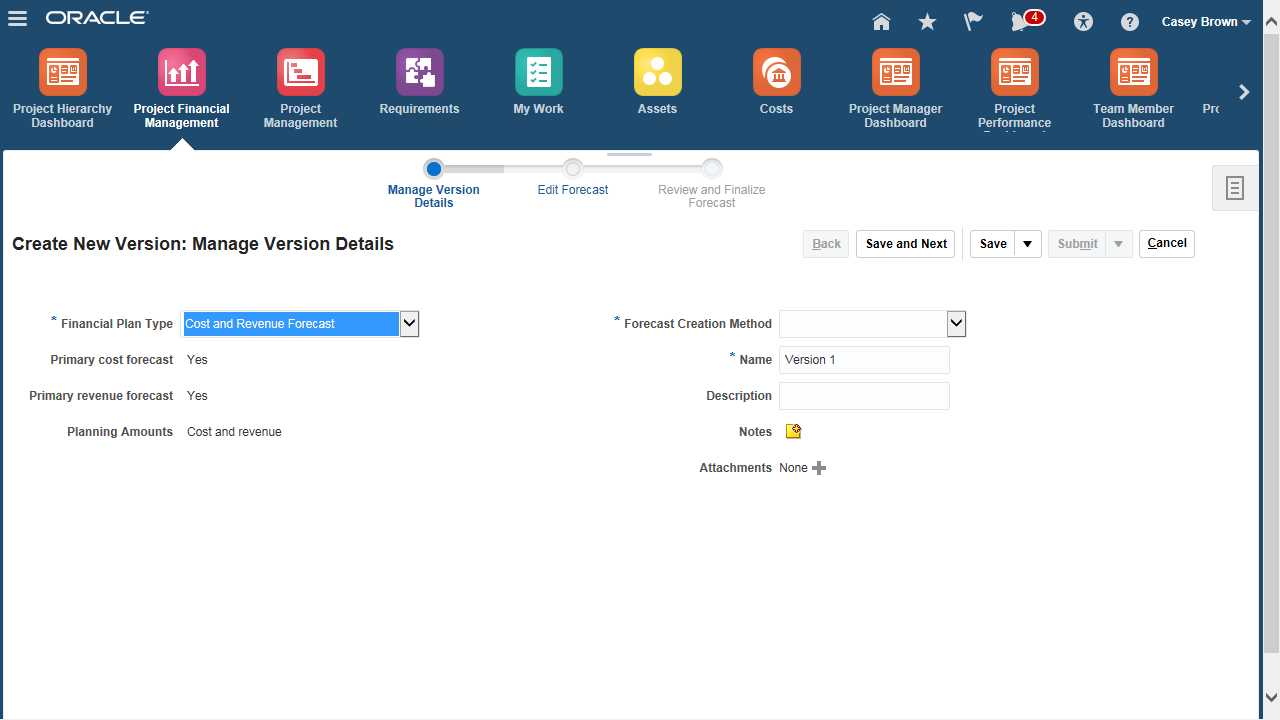 ORACLE
4
Casey Brown
Project Hierarchy
Dashboard
Project Financial
Management
Project
Management
Requirements
My Work
Assets
Costs
Project Manager
Dashboard
Project
Performance
Team Member
Dashboard
Manage Version
Details
Edit Forecast
Review and Finalize
Forecast
Create New Version: Manage Version Details
Back
Save and Next
Save
Submit
Cancel
* Financial Plan Type Cost and Revenue Forecast
Primary cost forecast Yes
Primary revenue forecast Yes
Planning Amounts Cost and revenue
* Forecast Creation Method
* Name Version 1
Description
Notes
Attachments None